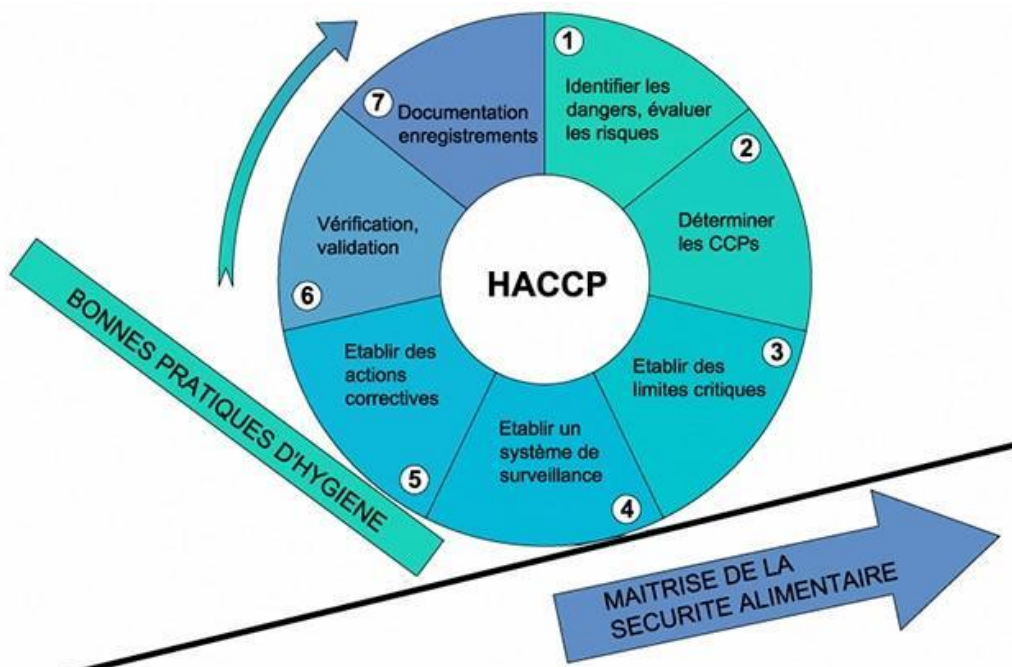 1
Identifier les
dangers, évaluer
les risques
2
Déterminer
les CCPs
3
Etablir des
limites critiques
4
Etablir un
système de
surveillance
5
Etablir des
actions
correctives
6
Vérification,
validation
7
Documentation
enregistrements
HACCP
BONNES PRATIQUES D'HYGIENE
MAITRISE DE LA
SECURITE ALIMENTAIRE